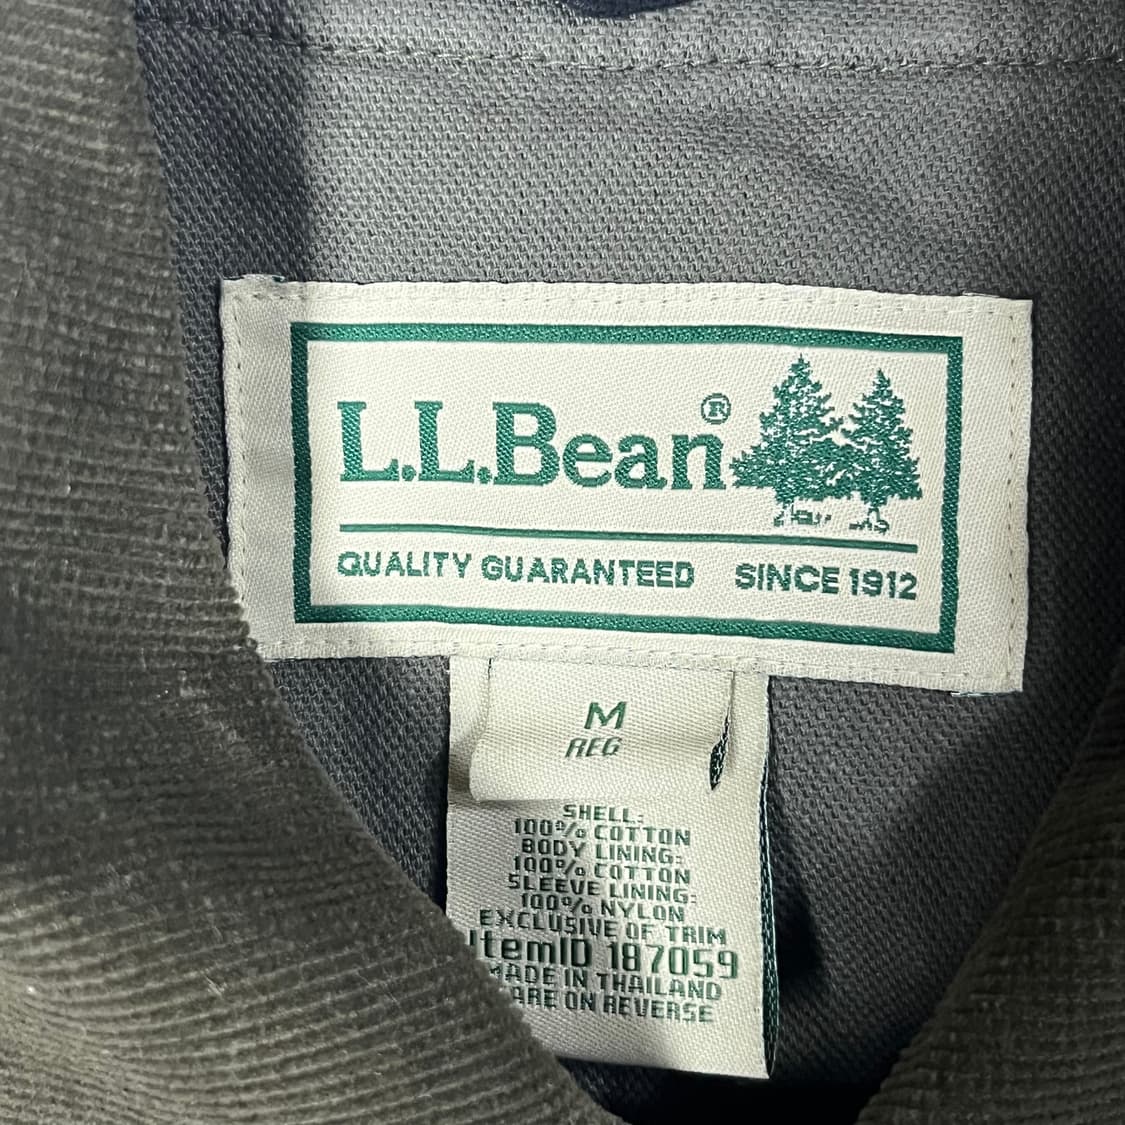 L.L.Bean®
QUALITY GUARANTEED SINCE 1912
M
REG
SHELL:
100% COTTON
BODY LINING:
100% COTTON
SLEEVE LINING:
100% NYLON
EXCLUSIVE OF TRIM
ItemID 187059
MADE IN THAILAND
ARE ON REVERSE